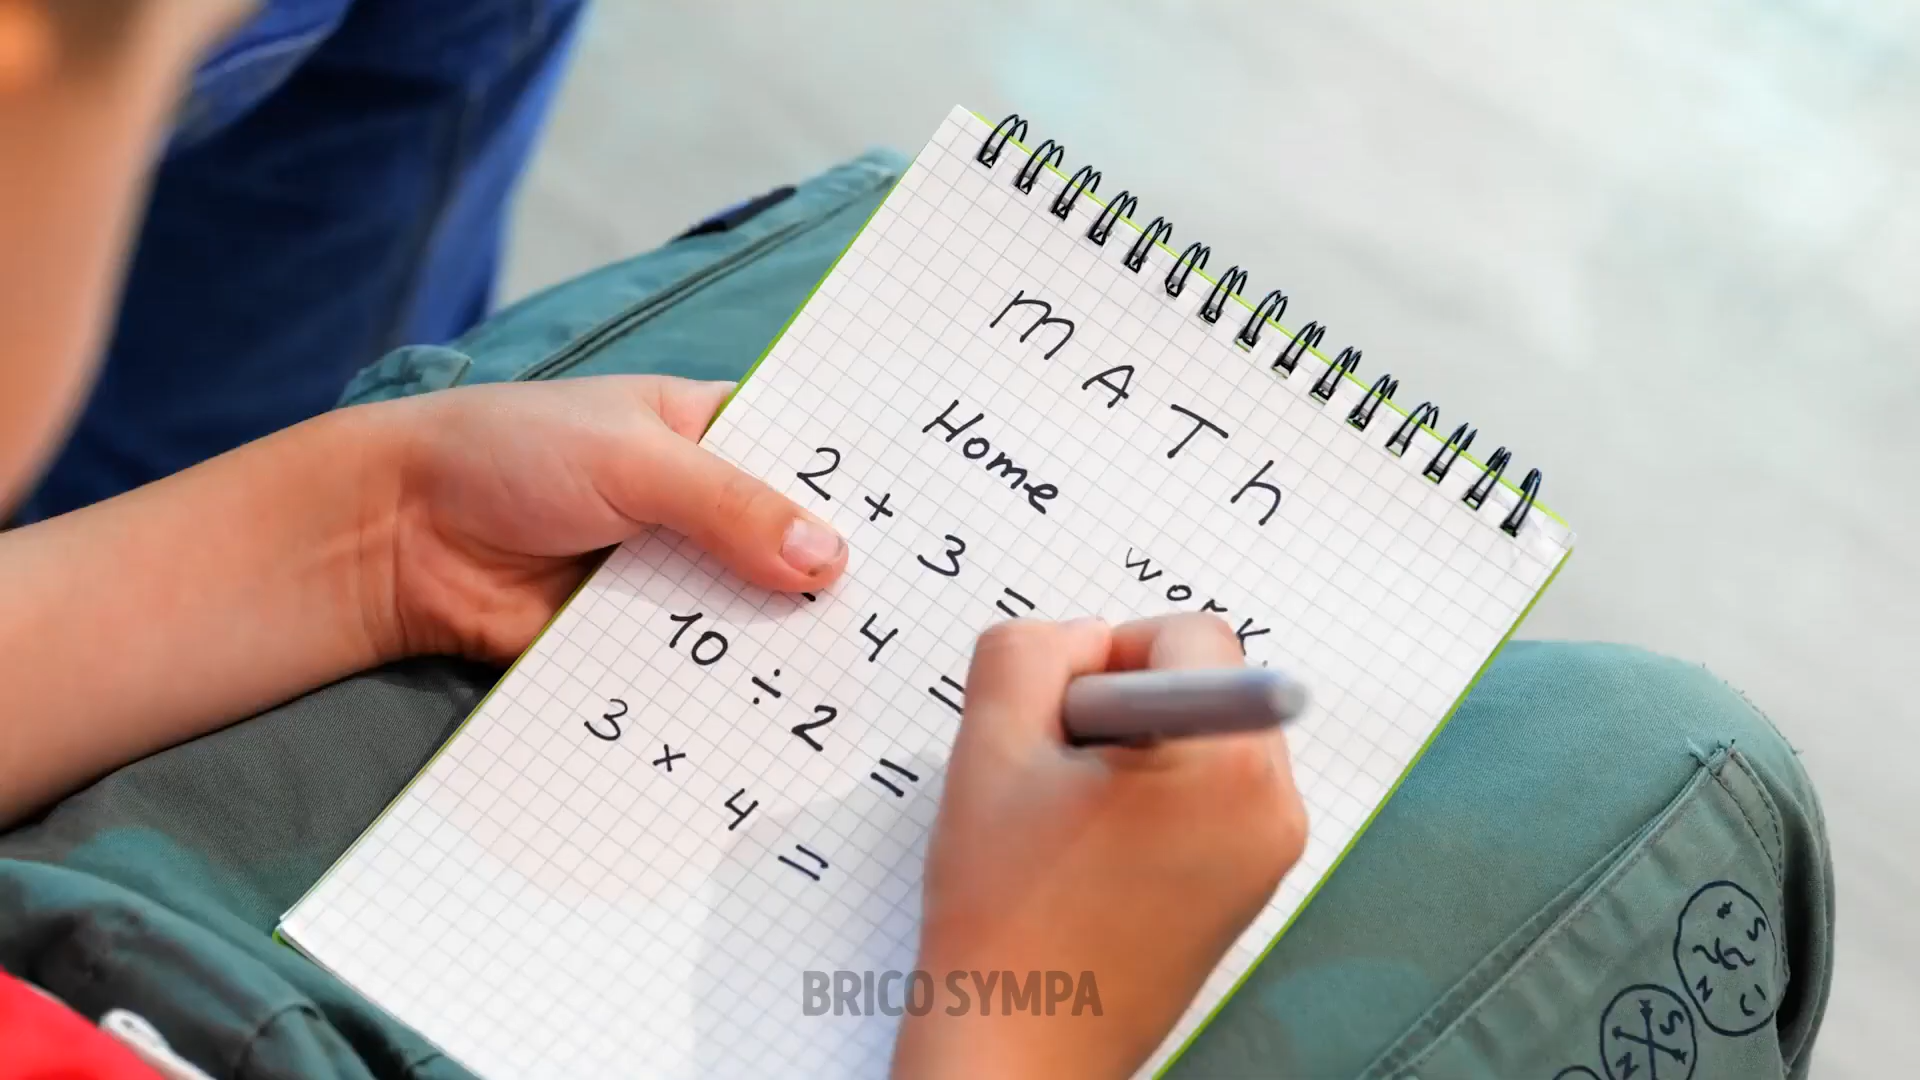 mATh
Home work.
2 + 3 =
- 4 =
10 ÷ 2 =
3 x 4 =
BRICO SYMPA